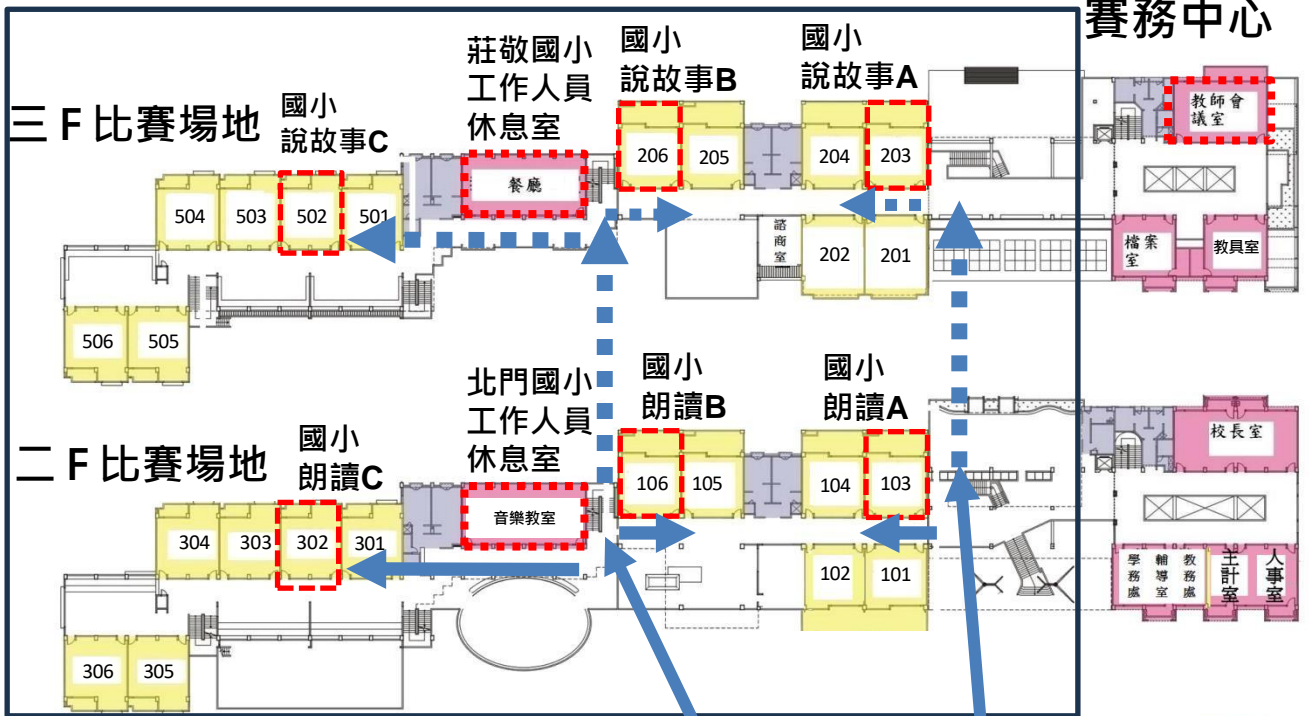 賽務中心
三 F 比賽場地
國小
說故事C
莊敬國小
工作人員
休息室
國小
說故事B
國小
說故事A
教師會
議室
504
503
502
501
餐廳
206
205
204
203
諮商室
202
201
檔案
室
教具室
506
505
二 F 比賽場地
國小
朗讀C
北門國小
工作人員
休息室
國小
朗讀B
國小
朗讀A
校長室
304
303
302
301
音樂教室
106
105
104
103
102
101
學務處
輔導室
教務處
主計室
人事室
306
305